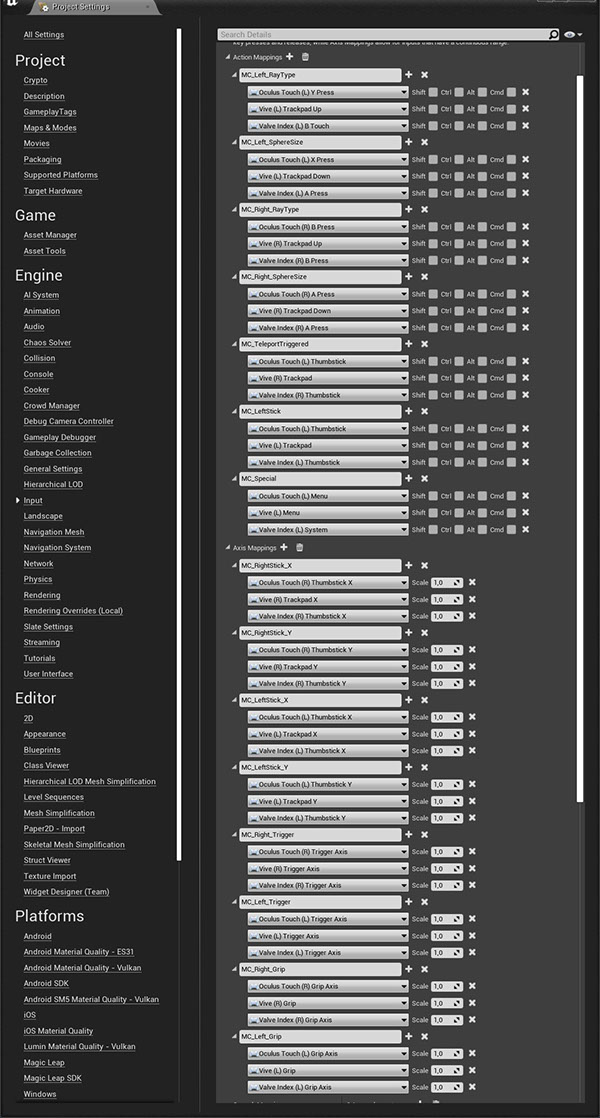 Project Settings
All Settings
Project
Crypto
Description
GameplayTags
Maps & Modes
Movies
Packaging
Supported Platforms
Target Hardware
Game
Asset Manager
Asset Tools
Engine
AI System
Animation
Audio
Chaos Solver
Collision
Console
Cooker
Crowd Manager
Debug Camera Controller
Gameplay Debugger
Garbage Collection
General Settings
Hierarchical LOD
Input
Landscape
Navigation Mesh
Navigation System
Network
Physics
Rendering
Rendering Overrides (Local)
Slate Settings
Streaming
Tutorials
User Interface
Editor
2D
Appearance
Blueprints
Class Viewer
Hierarchical LOD Mesh Simplification
Level Sequences
Mesh Simplification
Paper2D - Import
Skeletal Mesh Simplification
Struct Viewer
Texture Import
Widget Designer (Team)
Platforms
Android
Android Material Quality - ES31
Android Material Quality - Vulkan
Android SDK
Android SM5 Material Quality - Vulkan
iOS
iOS Material Quality
Lumin Material Quality - Vulkan
Magic Leap
Magic Leap SDK
Windows
Search Details
key presses and releases, while Axis Mappings allow for inputs that have a continuous range.
Action Mappings
MC_Left_RayType
Oculus Touch (L) Y Press Shift Ctrl Alt Cmd
Vive (L) Trackpad Up Shift Ctrl Alt Cmd
Valve Index (L) B Touch Shift Ctrl Alt Cmd
MC_Left_SphereSize
Oculus Touch (L) X Press Shift Ctrl Alt Cmd
Vive (L) Trackpad Down Shift Ctrl Alt Cmd
Valve Index (L) A Press Shift Ctrl Alt Cmd
MC_Right_RayType
Oculus Touch (R) B Press Shift Ctrl Alt Cmd
Vive (R) Trackpad Up Shift Ctrl Alt Cmd
Valve Index (R) B Press Shift Ctrl Alt Cmd
MC_Right_SphereSize
Oculus Touch (R) A Press Shift Ctrl Alt Cmd
Vive (R) Trackpad Down Shift Ctrl Alt Cmd
Valve Index (R) A Press Shift Ctrl Alt Cmd
MC_TeleportTriggered
Oculus Touch (L) Thumbstick Shift Ctrl Alt Cmd
Vive (R) Trackpad Shift Ctrl Alt Cmd
Valve Index (R) Thumbstick Shift Ctrl Alt Cmd
MC_LeftStick
Oculus Touch (L) Thumbstick Shift Ctrl Alt Cmd
Vive (L) Trackpad Shift Ctrl Alt Cmd
Valve Index (L) Thumbstick Shift Ctrl Alt Cmd
MC_Special
Oculus Touch (L) Menu Shift Ctrl Alt Cmd
Vive (L) Menu Shift Ctrl Alt Cmd
Valve Index (L) System Shift Ctrl Alt Cmd
Axis Mappings
MC_RightStick_X
Oculus Touch (R) Thumbstick X Scale 1,0
Vive (R) Trackpad X Scale 1,0
Valve Index (R) Thumbstick X Scale 1,0
MC_RightStick_Y
Oculus Touch (R) Thumbstick Y Scale 1,0
Vive (R) Trackpad Y Scale 1,0
Valve Index (R) Thumbstick Y Scale 1,0
MC_LeftStick_X
Oculus Touch (L) Thumbstick X Scale 1,0
Vive (L) Trackpad X Scale 1,0
Valve Index (L) Thumbstick X Scale 1,0
MC_LeftStick_Y
Oculus Touch (L) Thumbstick Y Scale 1,0
Vive (L) Trackpad Y Scale 1,0
Valve Index (L) Thumbstick Y Scale 1,0
MC_Right_Trigger
Oculus Touch (R) Trigger Axis Scale 1,0
Vive (R) Trigger Axis Scale 1,0
Valve Index (R) Trigger Axis Scale 1,0
MC_Left_Trigger
Oculus Touch (L) Trigger Axis Scale 1,0
Vive (L) Trigger Axis Scale 1,0
Valve Index (L) Trigger Axis Scale 1,0
MC_Right_Grip
Oculus Touch (R) Grip Axis Scale 1,0
Vive (R) Grip Scale 1,0
Valve Index (R) Grip Axis Scale 1,0
MC_Left_Grip
Oculus Touch (L) Grip Axis Scale 1,0
Vive (L) Grip Scale 1,0
Valve Index (L) Grip Axis Scale 1,0